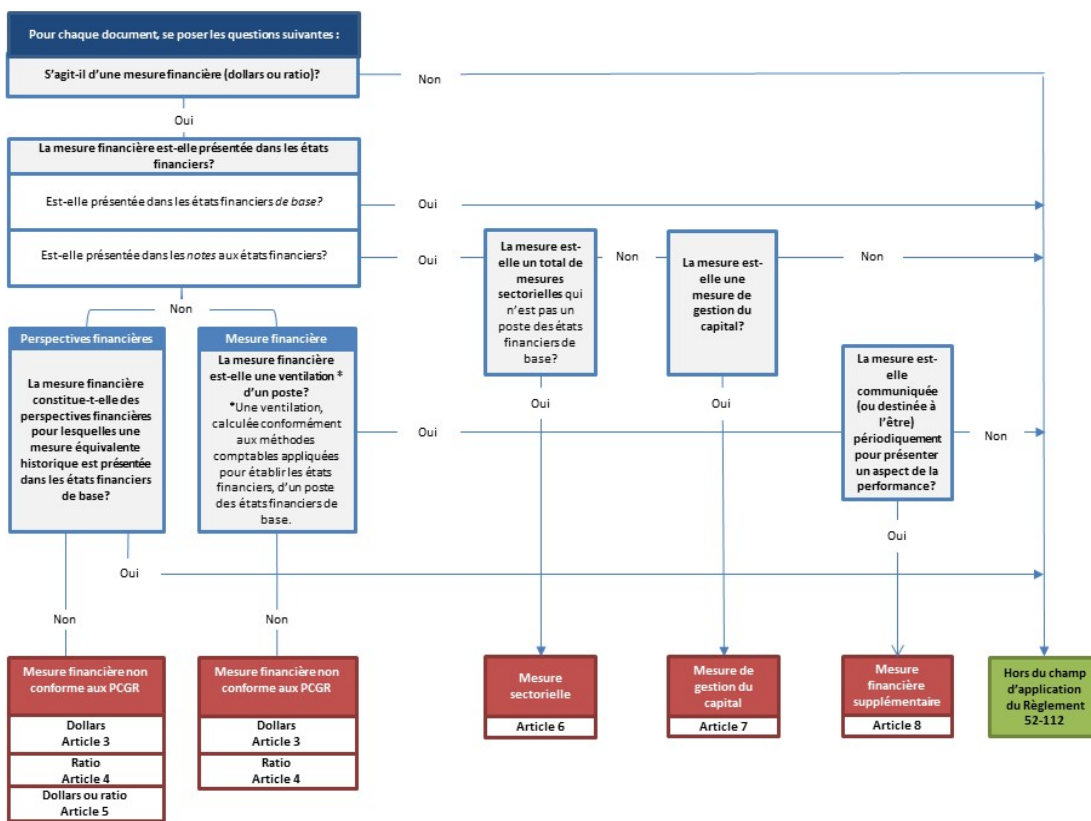 Pour chaque document, se poser les questions suivantes :
S'agit-il d'une mesure financière (dollars ou ratio)?
Non
Oui
La mesure financière est-elle présentée dans les états
financiers?
Est-elle présentée dans les états financiers de base?
Oui
Est-elle présentée dans les notes aux états financiers?
Oui
La mesure est-
elle un total de
mesures
sectorielles qui
n'est pas un
poste des états
financiers de
base?
Non
La mesure est-
elle une
mesure de
gestion du
capital?
Non
Non
Perspectives financières
La mesure financière
constitue-t-elle des
perspectives financières
pour lesquelles une
mesure équivalente
historique est présentée
dans les états financiers
de base?
Mesure financière
La mesure financière
est-elle une ventilation *
d'un poste?
*Une ventilation,
calculée conformément
aux méthodes
comptables appliquées
pour établir les états
financiers, d'un poste
des états financiers de
base.
Oui
Oui
Oui
La mesure est-
elle
communiquée
(ou destinée à
l'être)
périodiquement
pour présenter
un aspect de la
performance?
Non
Oui
Oui
Non
Non
Mesure financière non
conforme aux PCGR
Dollars
Article 3
Ratio
Article 4
Dollars ou ratio
Article 5
Mesure financière non
conforme aux PCGR
Dollars
Article 3
Ratio
Article 4
Mesure
sectorielle
Article 6
Mesure de
gestion du
capital
Article 7
Mesure
financière
supplémentaire
Article 8
Hors du champ
d'application
du Règlement
52-112